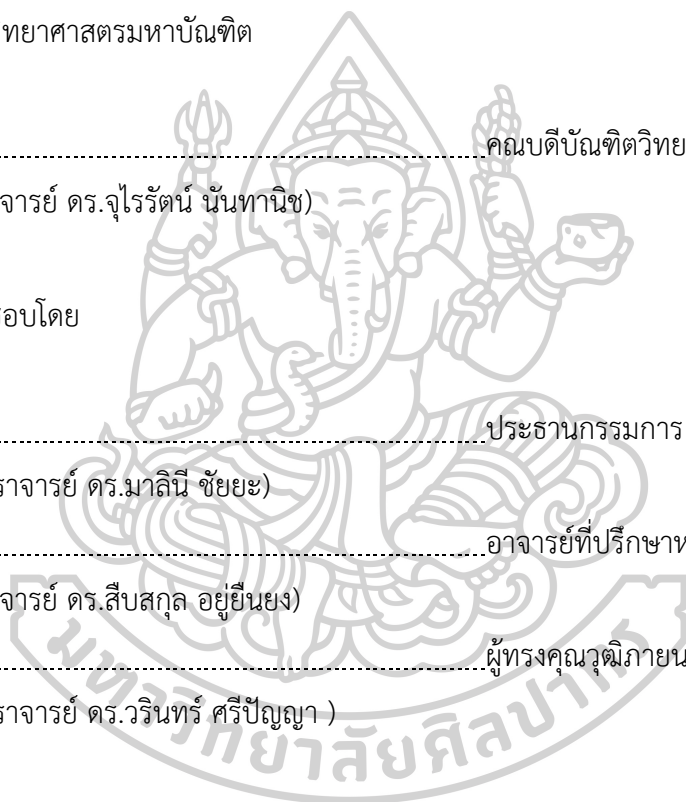 ทยาศาสตรมหาบัณฑิต
คณบดีบัณฑิตวิทย
จารย์ ดร.จุไรรัตน์ นันทานิช)
อบโดย
ประธานกรรมการ
ราจารย์ ดร.มาลินี ชัยยะ)
อาจารย์ที่ปรึกษาห
จารย์ ดร.สืบสกุล อยู่ยืนยง)
ผู้ทรงคุณวุฒิภายน
ราจารย์ ดร.วรินทร์ ศรีปัญญา )
มหาวิทยาลัยศิลปากร